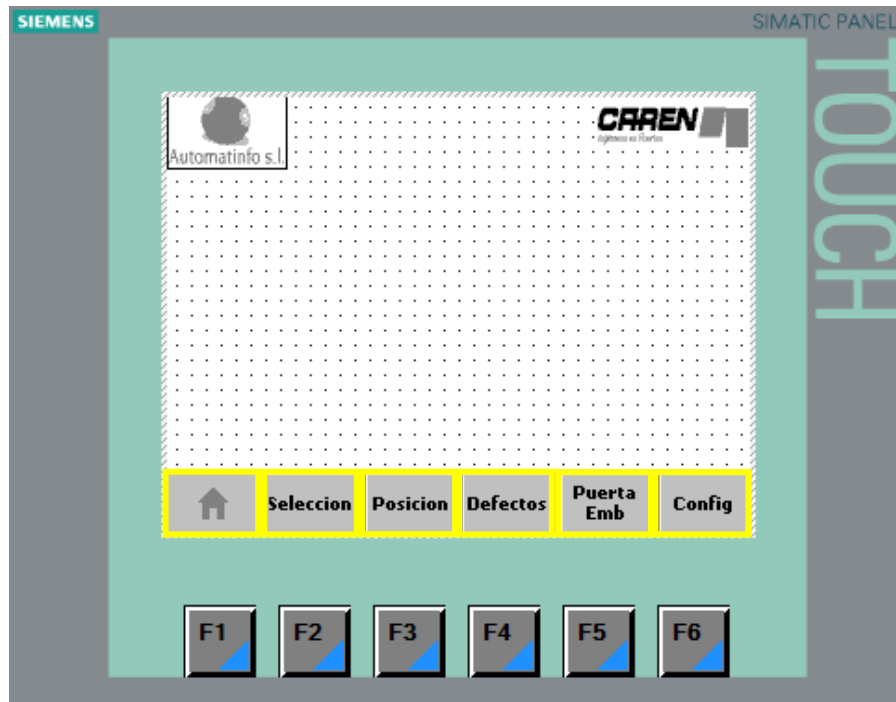 SIEMENS
SIMATIC PANEL
TOUCH
Automatinfo s.l.
CAREN
Seleccion
Posicion
Defectos
Puerta
Emb
Config
F1
F2
F3
F4
F5
F6